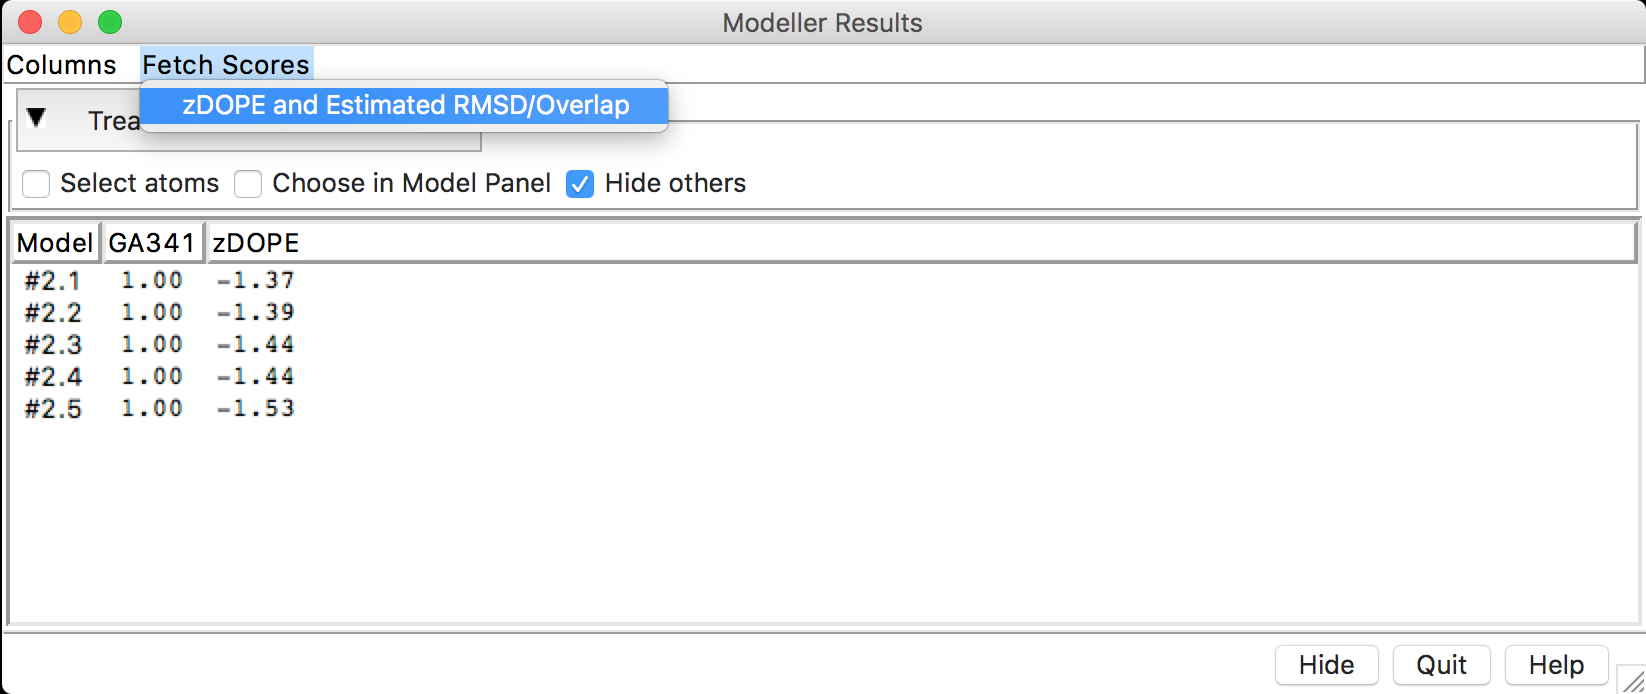 Modeller Results
Columns Fetch Scores
zDOPE and Estimated RMSD/Overlap
Select atoms Choose in Model Panel Hide others
Model GA341 zDOPE
#2.1 1.00 -1.37
#2.2 1.00 -1.39
#2.3 1.00 -1.44
#2.4 1.00 -1.44
#2.5 1.00 -1.53
Hide Quit Help